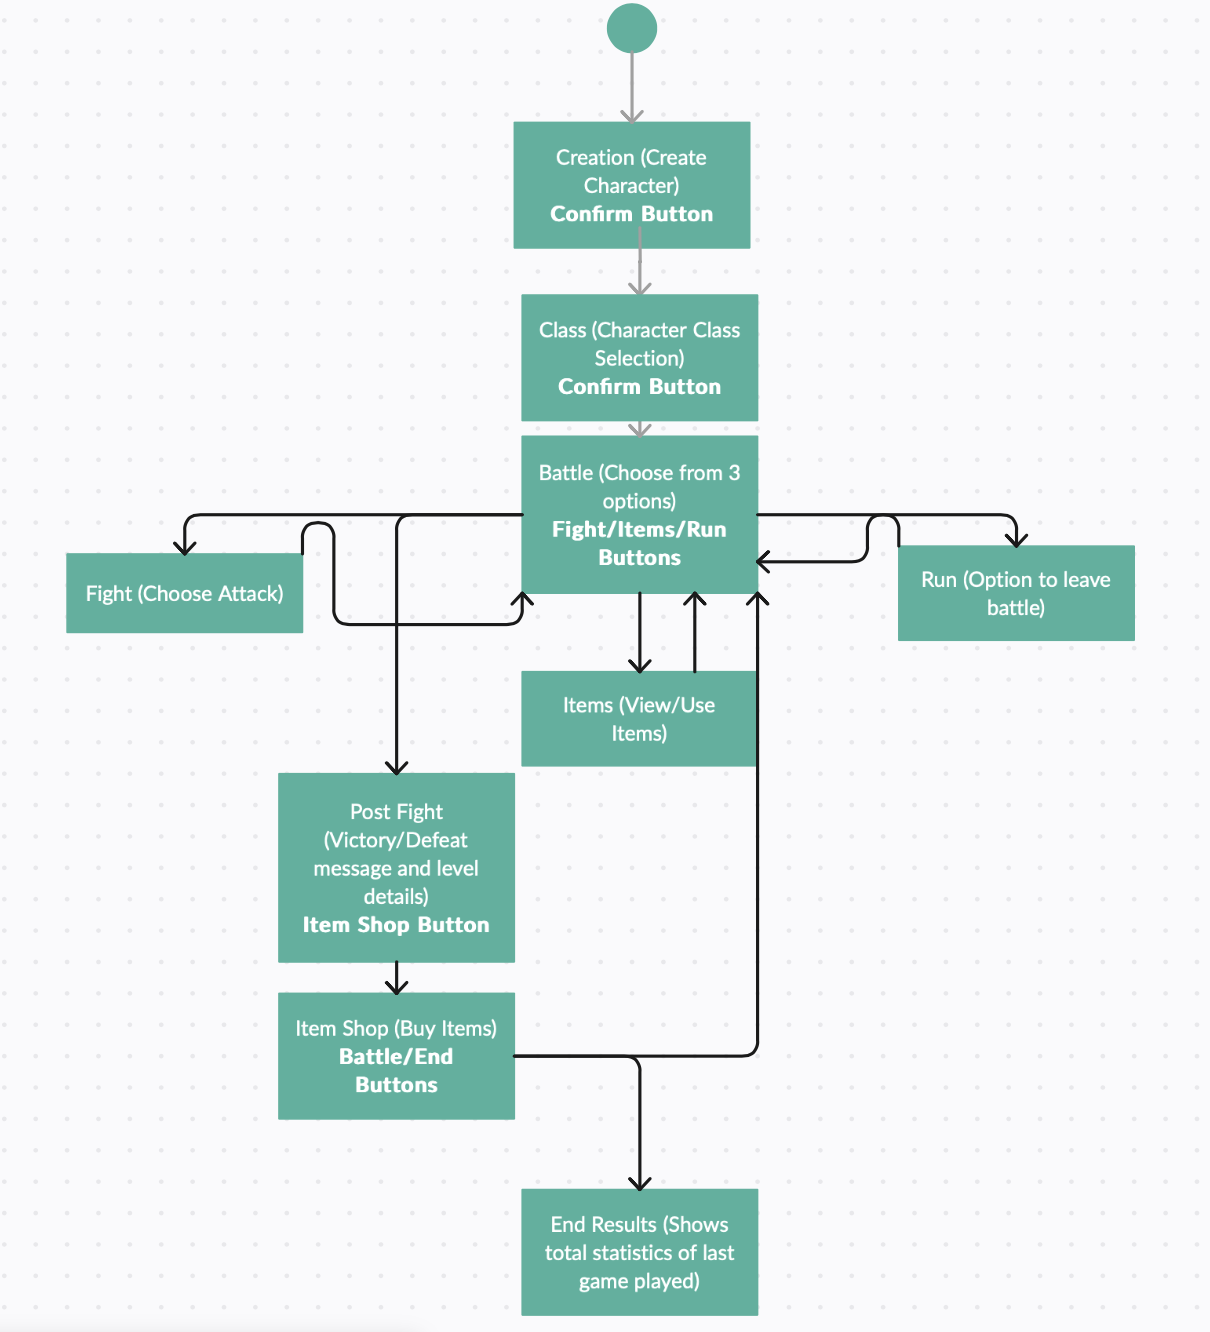 Creation (Create
Character)
Confirm Button
Class (Character Class
Selection)
Confirm Button
Battle (Choose from 3
options)
Fight/Items/Run
Buttons
Fight (Choose Attack)
Run (Option to leave
battle)
Items (View/Use
Items)
Post Fight
(Victory/Defeat
message and level
details)
Item Shop Button
Item Shop (Buy Items)
Battle/End
Buttons
End Results (Shows
total statistics of last
game played)